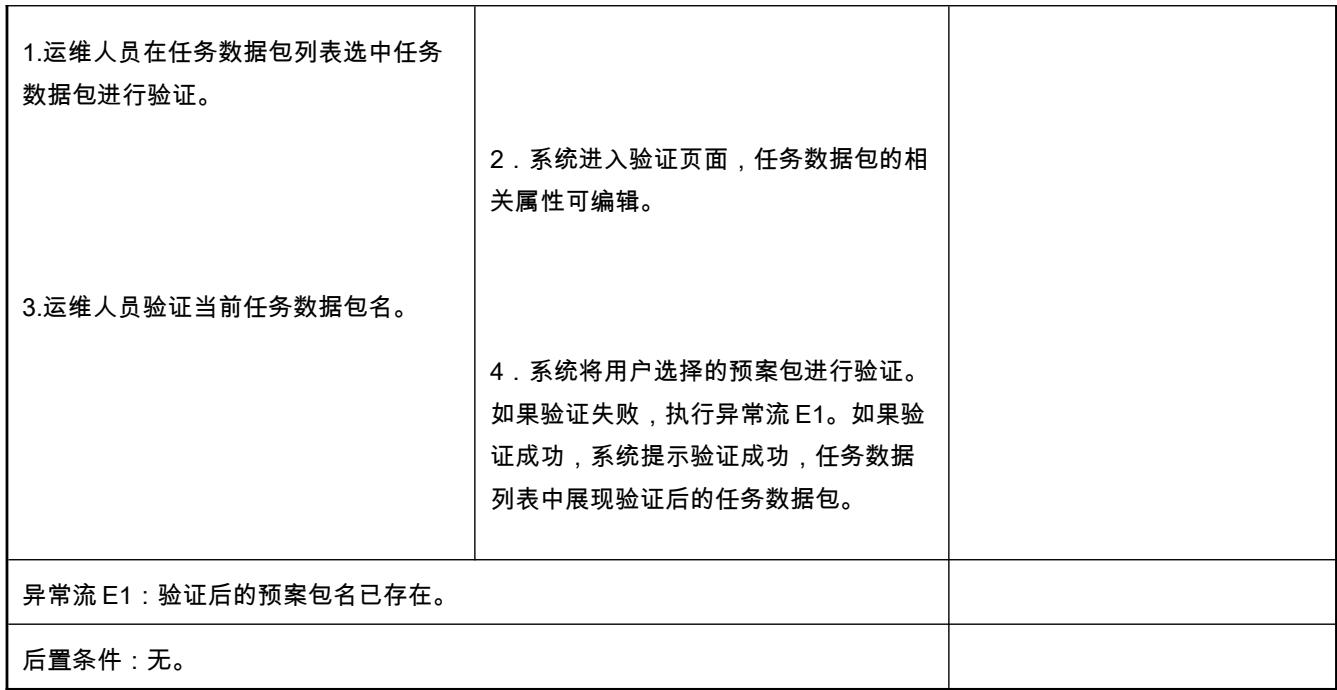 1.运维人员在任务数据包列表选中任务
数据包进行验证。
2．系统进入验证页面，任务数据包的相
关属性可编辑。
3.运维人员验证当前任务数据包名。
4．系统将用户选择的预案包进行验证。
如果验证失败，执行异常流 E1。如果验
证成功，系统提示验证成功，任务数据
列表中展现验证后的任务数据包。
异常流 E1：验证后的预案包名已存在。
后置条件：无。